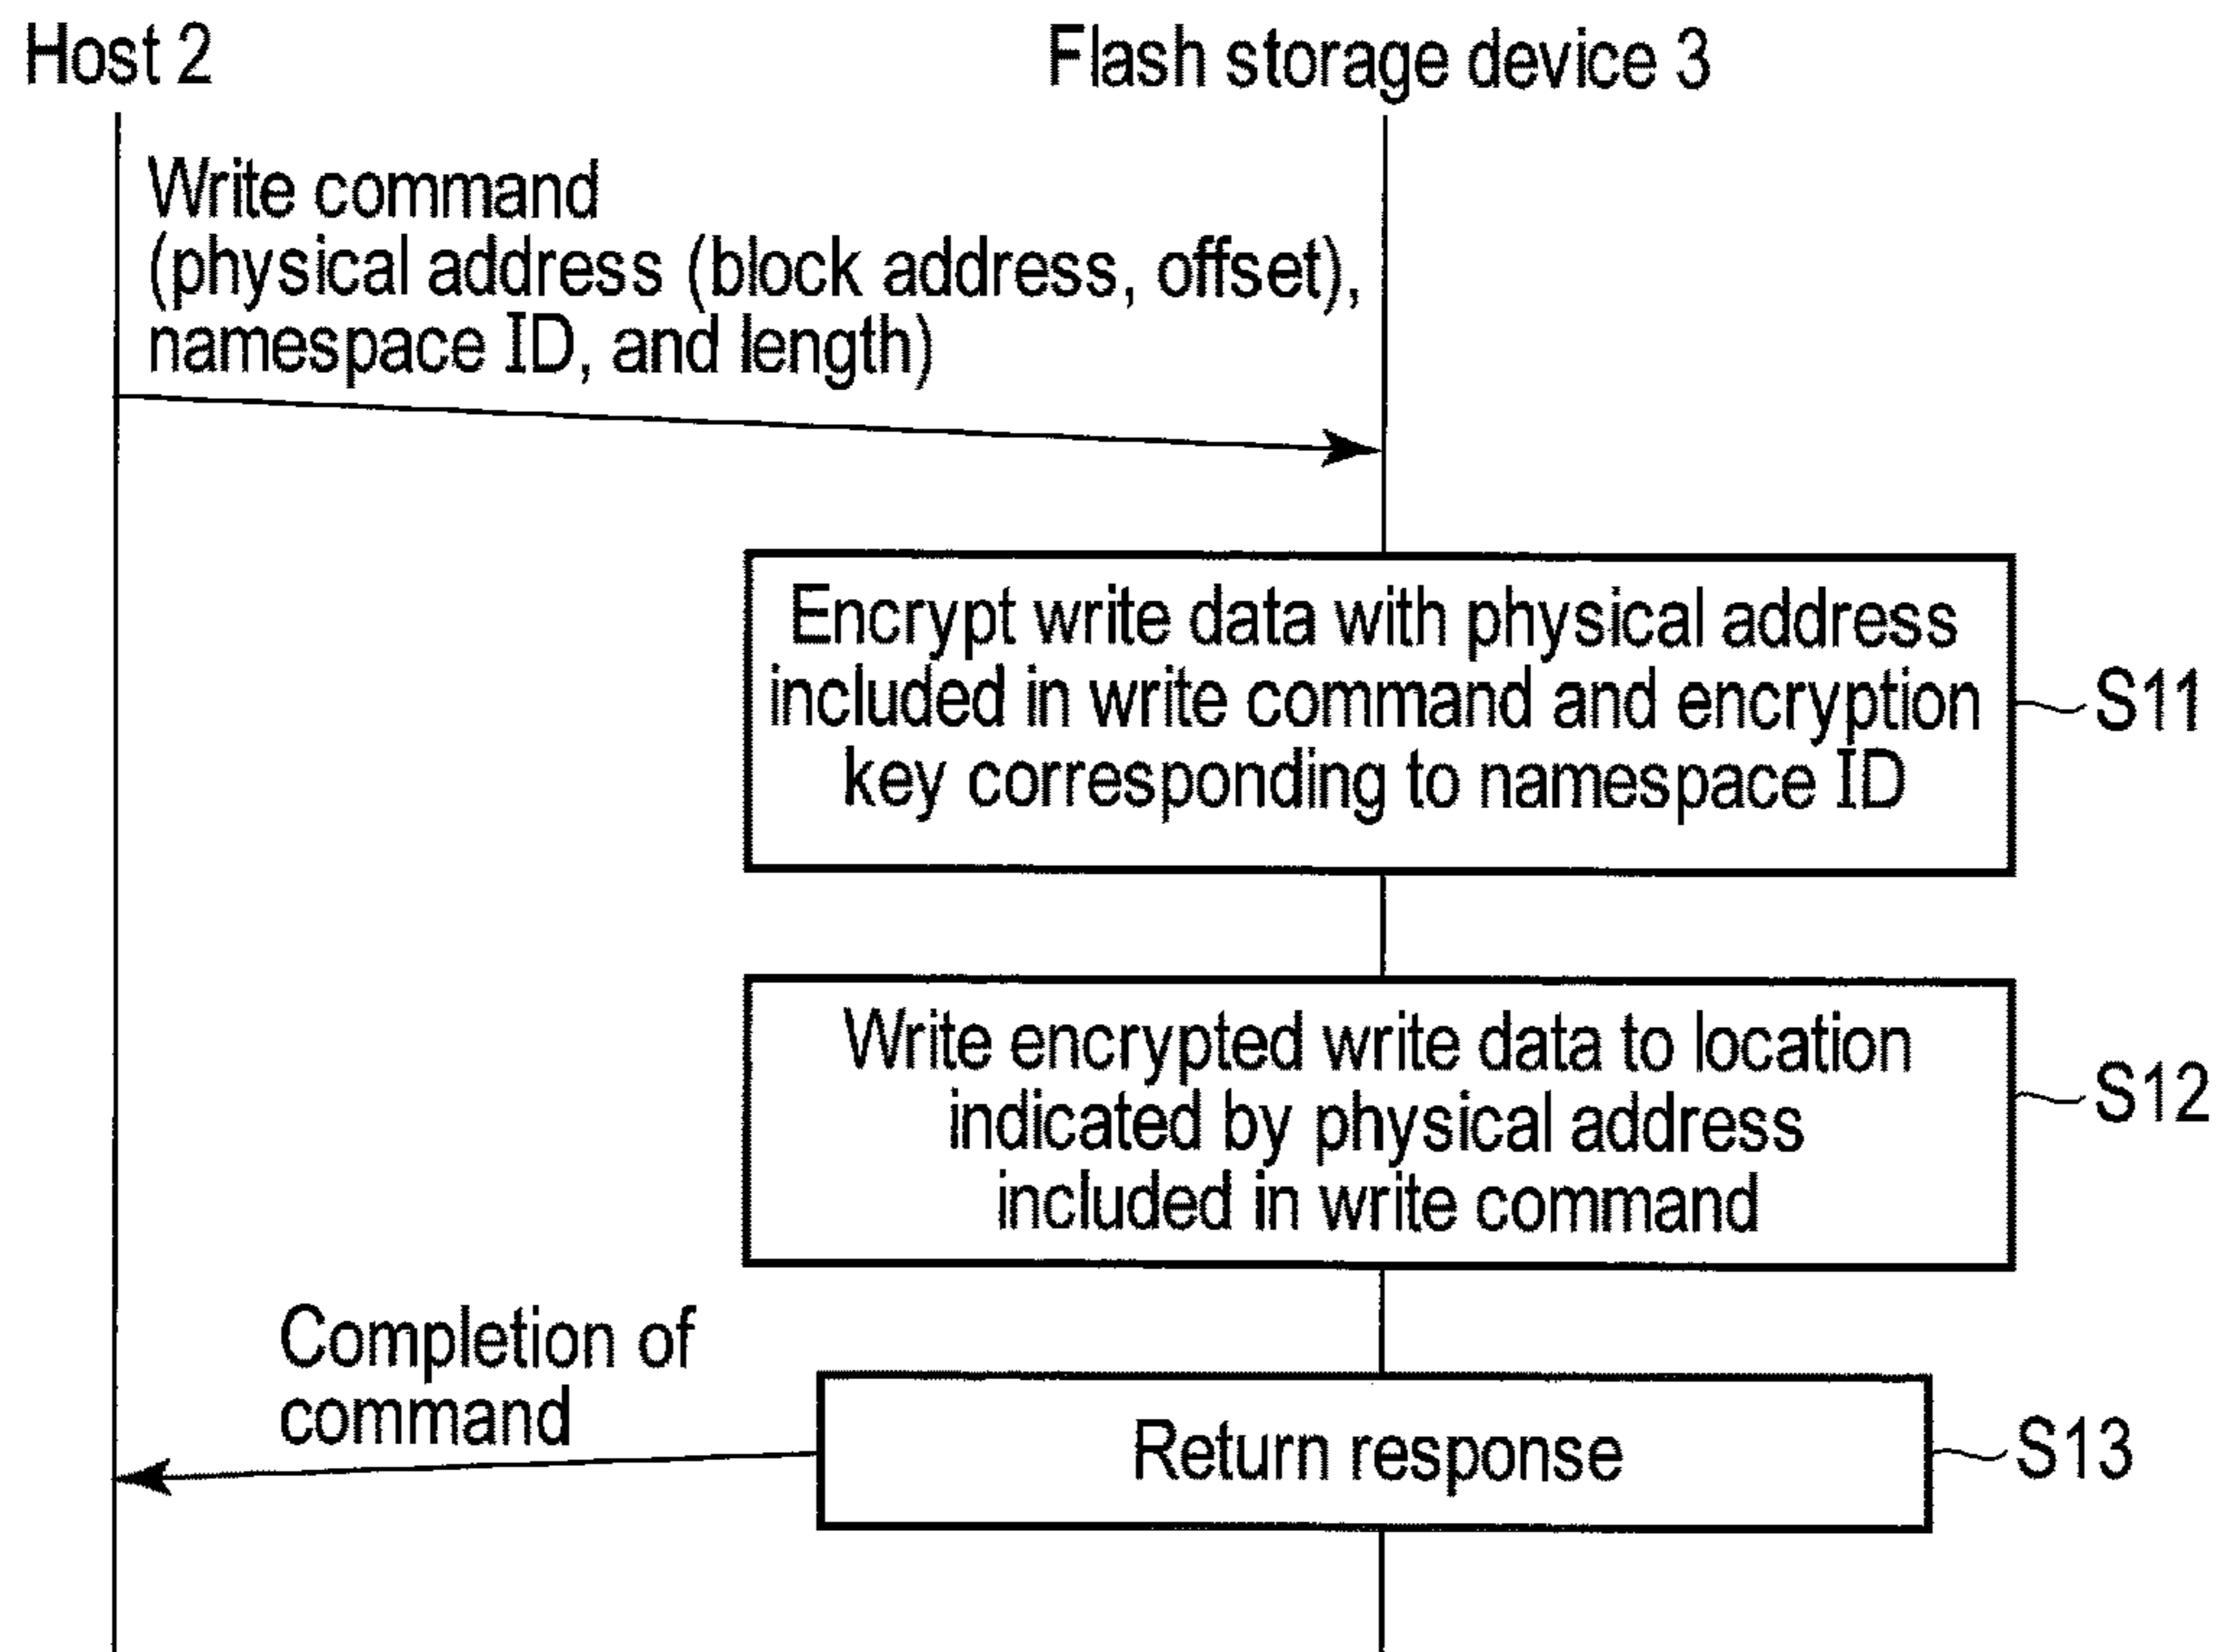 Host 2
Flash storage device 3
Write command
(physical address (block address, offset),
namespace ID, and length)
Encrypt write data with physical address
included in write command and encryption
key corresponding to namespace ID
S11
Write encrypted write data to location
indicated by physical address
included in write command
S12
Completion of
command
Return response
S13